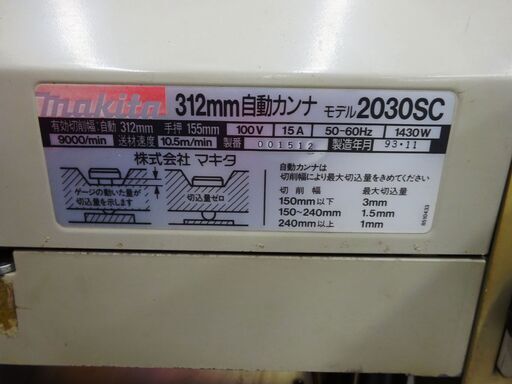 makita 312mm自動カンナ モデル2030SC
有効切削幅:自動 312mm 手押 155mm 100V 15A 50-60Hz 1430W
9000/min 送材速度 10.5m/min 製番 001512 製造年月 93・11
株式会社 マキタ
ゲージの動いた量が
切込量を示します
切込量ゼロ
自動カンナは
切削幅により最大切込量をきめてください
切削幅 最大切込量
150mm以下 3mm
150~240mm 1.5mm
240mm以上 1mm
8510433